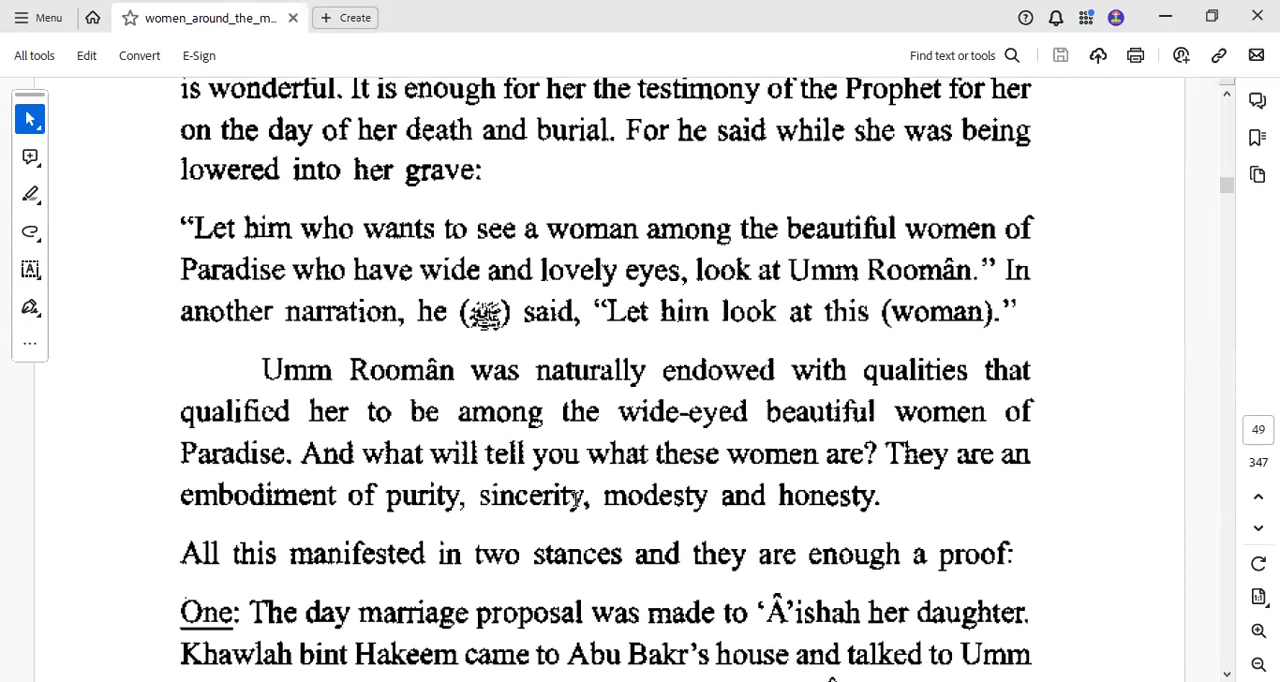 Menu
women_around_the_m...
Create
All tools
Edit
Convert
E-Sign
Find text or tools
is wonderful. It is enough for her the testimony of the Prophet for her
on the day of her death and burial. For he said while she was being
lowered into her grave:
“Let him who wants to see a woman among the beautiful women of
Paradise who have wide and lovely eyes, look at Umm Roomân.” In
another narration, he (ﷺ) said, “Let him look at this (woman).”
Umm Roomân was naturally endowed with qualities that
qualified her to be among the wide-eyed beautiful women of
Paradise. And what will tell you what these women are? They are an
embodiment of purity, sincerity, modesty and honesty.
All this manifested in two stances and they are enough a proof:
One: The day marriage proposal was made to ‘Â’ishah her daughter.
Khawlah bint Hakeem came to Abu Bakr’s house and talked to Umm
49
347